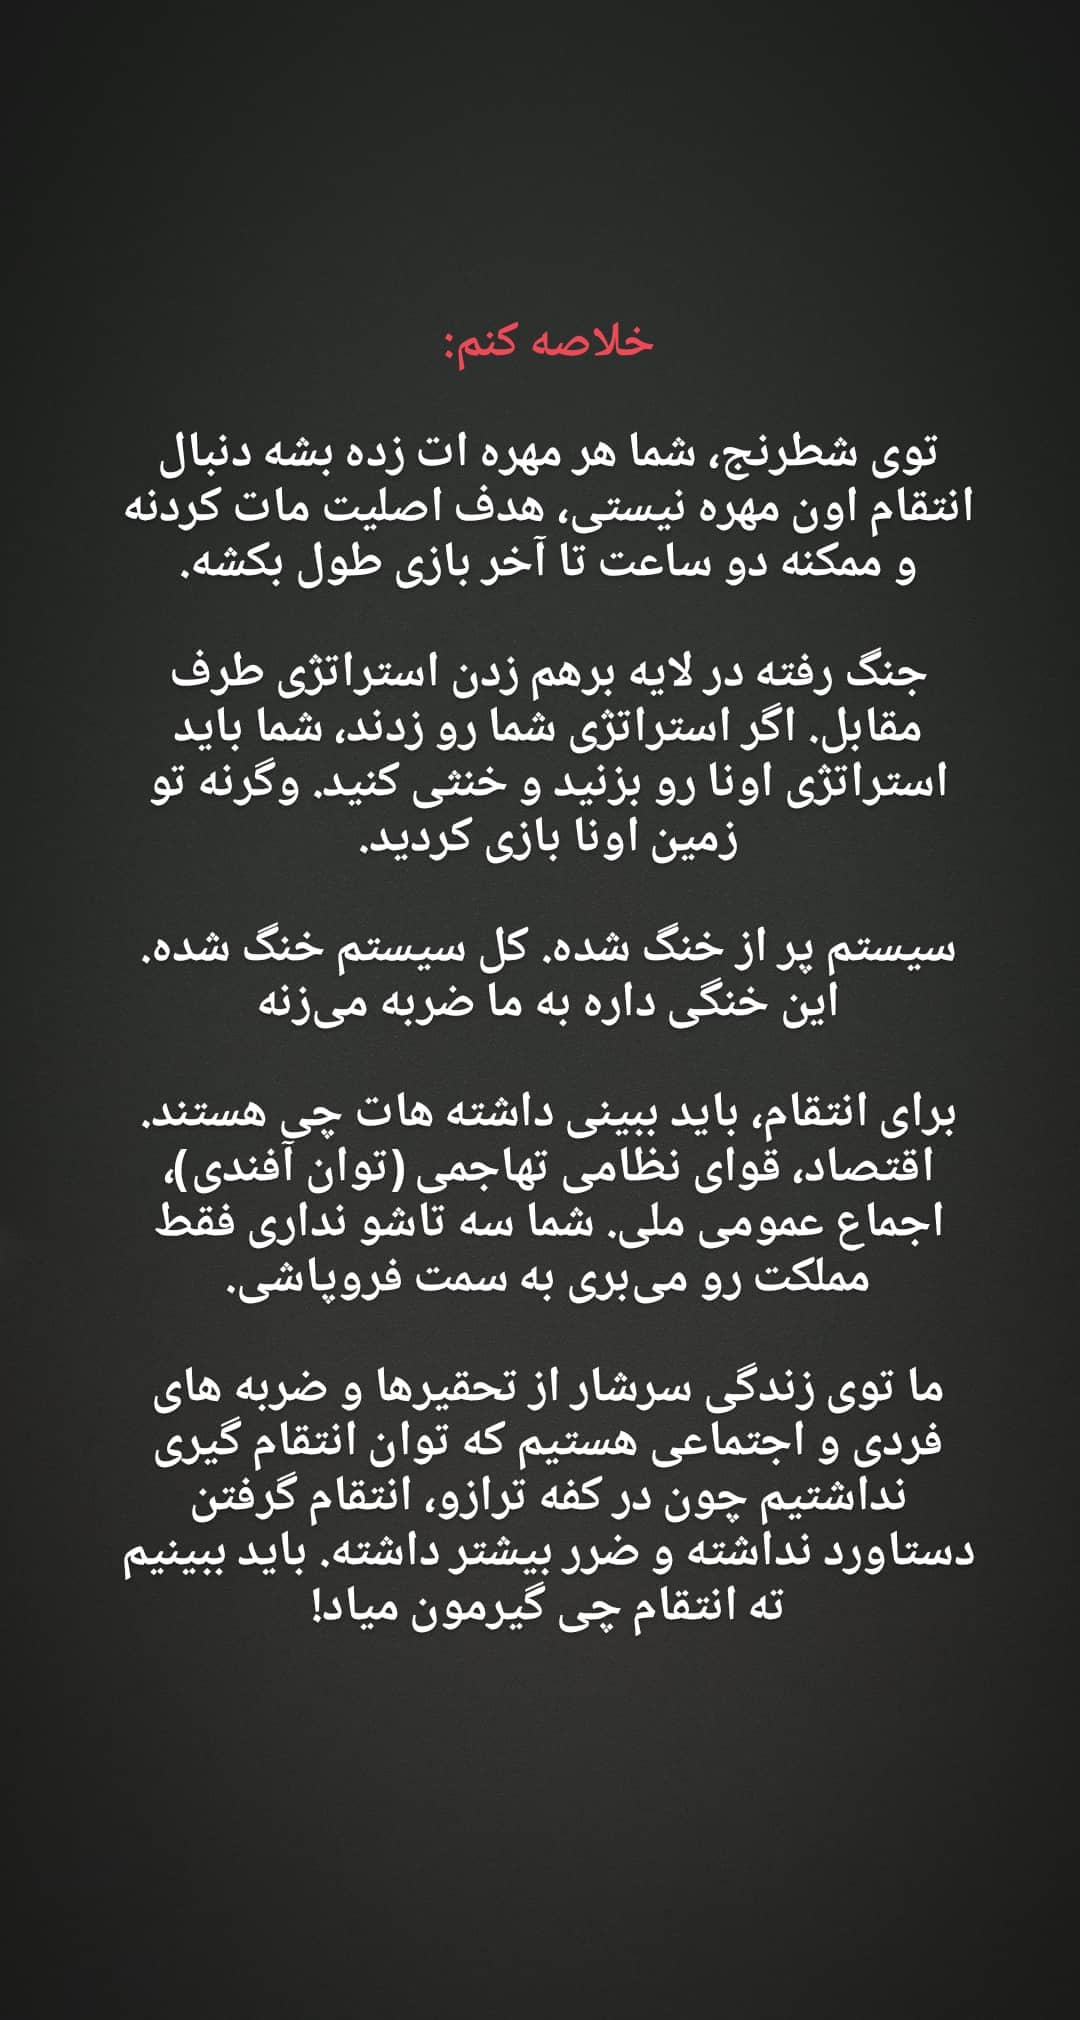 خلاصه کنم:
توی شطرنج، شما هر مهره ات زده بشه دنبال
انتقام اون مهره نیستی، هدف اصلیت مات کردنه
و ممکنه دو ساعت تا آخر بازی طول بکشه.
جنگ رفته در لایه برهم زدن استراتژی طرف
مقابل. اگر استراتژی شما رو زدند، شما باید
استراتژی اونا رو بزنید و خنثی کنید. وگرنه تو
زمین اونا بازی کردید.
سیستم پر از خنگ شده. کل سیستم خنگ شده.
این خنگی داره به ما ضربه می‌زنه
برای انتقام، باید ببینی داشته هات چی هستند.
اقتصاد، قوای نظامی تهاجمی (توان آفندی)،
اجماع عمومی ملی. شما سه تاشو نداری فقط
مملکت رو می‌بری به سمت فروپاشی.
ما توی زندگی سرشار از تحقیرها و ضربه های
فردی و اجتماعی هستیم که توان انتقام گیری
نداشتیم چون در کفه ترازو، انتقام گرفتن
دستاورد نداشته و ضرر بیشتر داشته. باید ببینیم
ته انتقام چی گیرمون میاد!